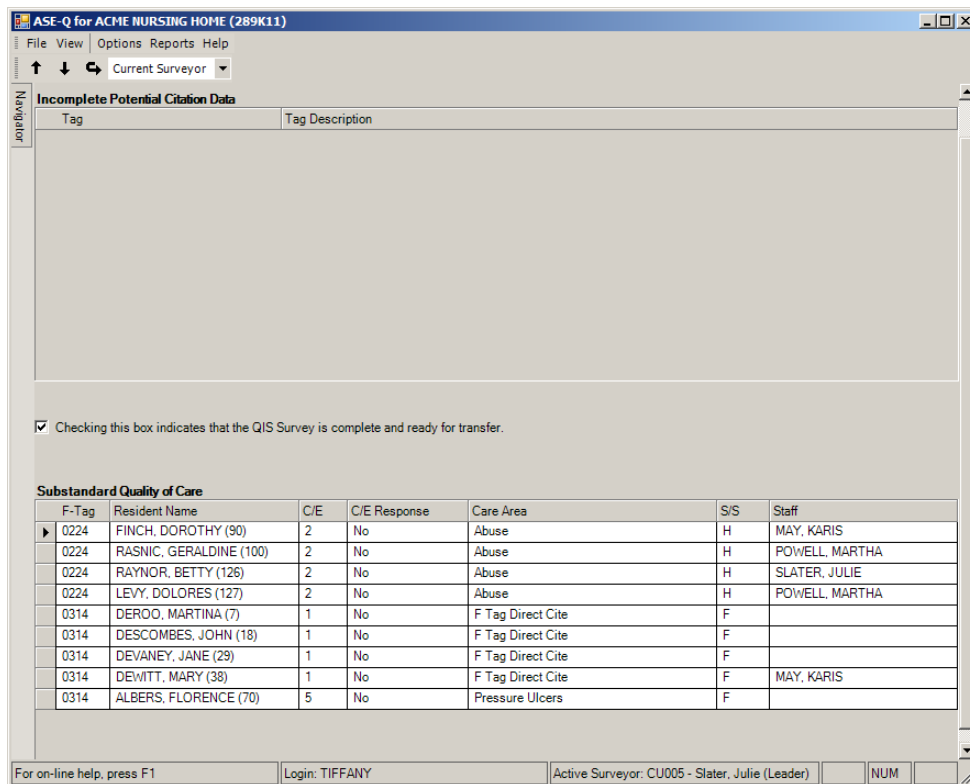 ASE-Q for ACME NURSING HOME (289K11)
File View Options Reports Help
Current Surveyor
Navigator
Incomplete Potential Citation Data
Tag Tag Description
Checking this box indicates that the QIS Survey is complete and ready for transfer.
Substandard Quality of Care
F-Tag Resident Name C/E C/E Response Care Area S/S Staff
0224 FINCH, DOROTHY (90) 2 No Abuse H MAY, KARIS
0224 RASNIC, GERALDINE (100) 2 No Abuse H POWELL, MARTHA
0224 RAYNOR, BETTY (126) 2 No Abuse H SLATER, JULIE
0224 LEVY, DOLORES (127) 2 No Abuse H POWELL, MARTHA
0314 DEROO, MARTINA (7) 1 No F Tag Direct Cite F
0314 DESCOMBES, JOHN (18) 1 No F Tag Direct Cite F
0314 DEVANEY, JANE (29) 1 No F Tag Direct Cite F
0314 DEWITT, MARY (38) 1 No F Tag Direct Cite F MAY, KARIS
0314 ALBERS, FLORENCE (70) 5 No Pressure Ulcers F
For on-line help, press F1 Login: TIFFANY Active Surveyor: CU005 - Slater, Julie (Leader) NUM